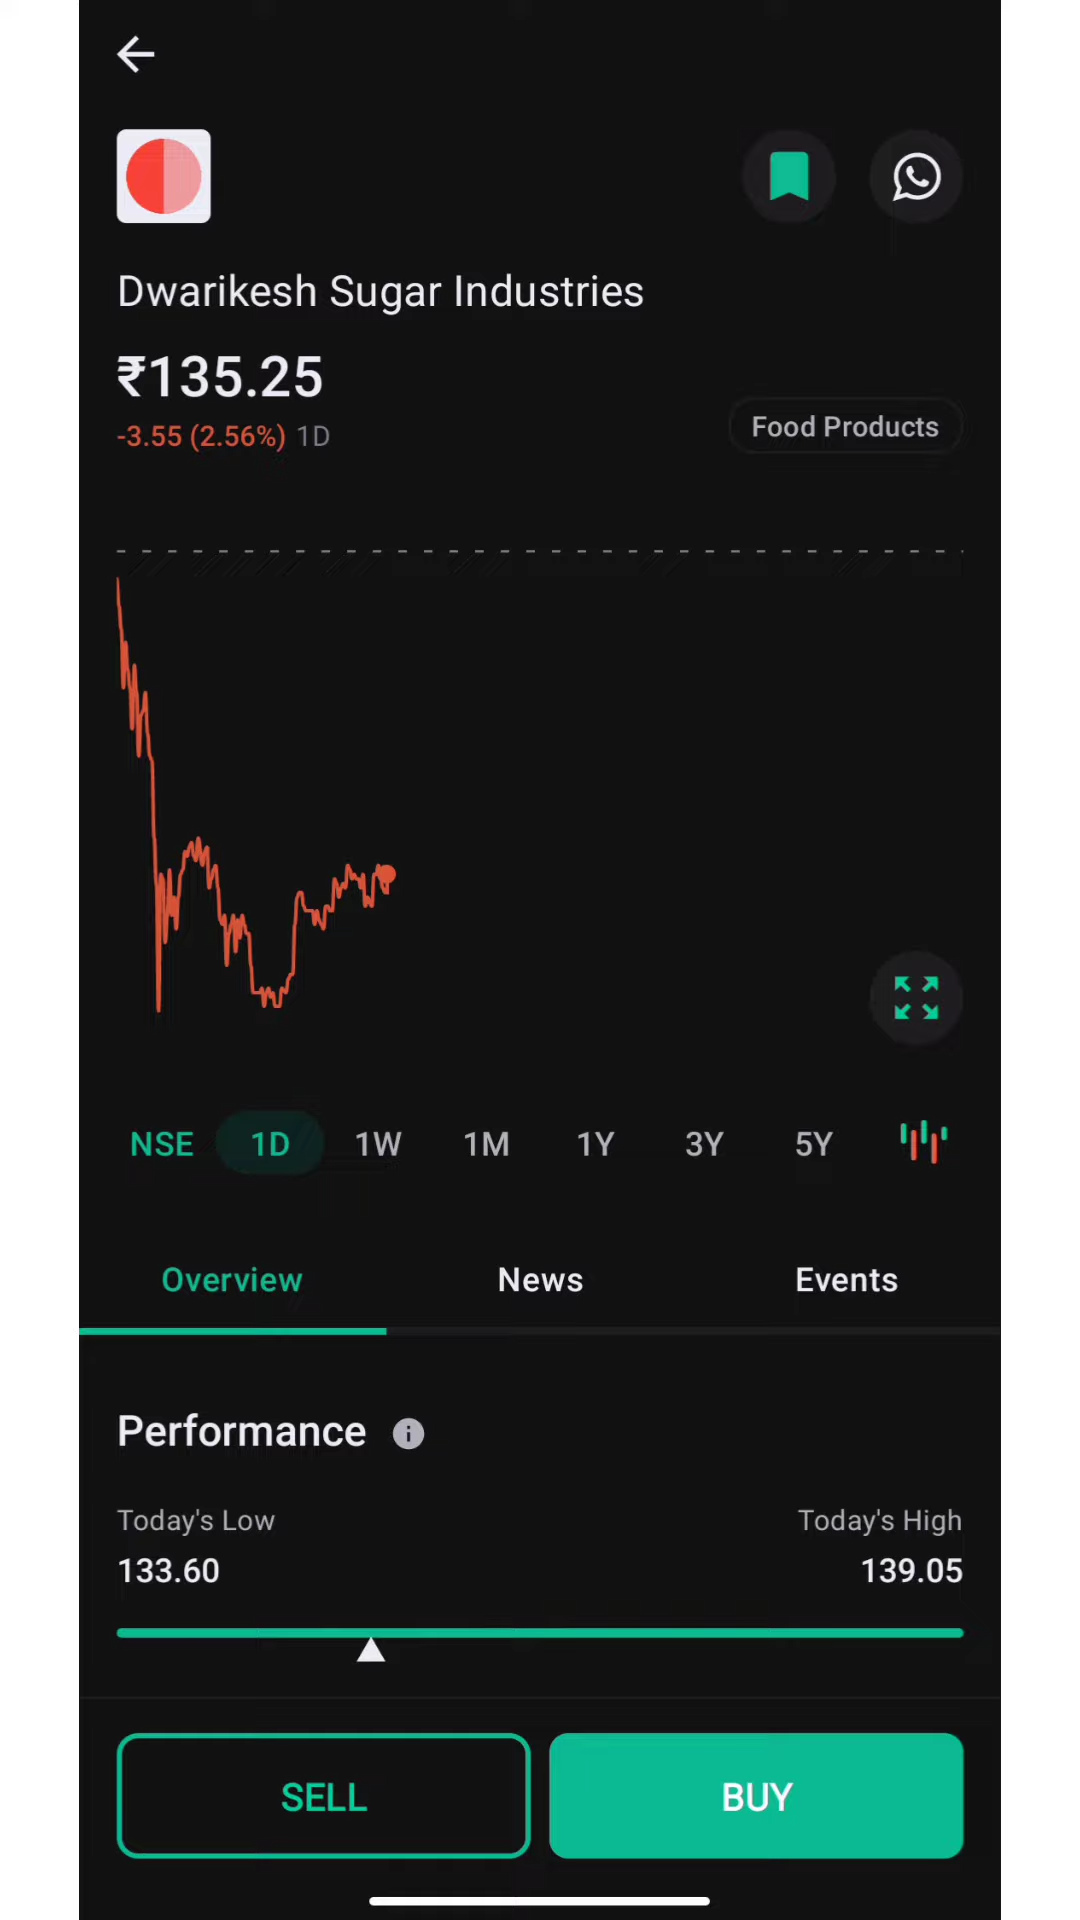 Dwarikesh Sugar Industries
₹135.25
-3.55 (2.56%) 1D
Food Products
NSE 1D 1W 1M 1Y 3Y 5Y
Overview News Events
Performance
Today's Low Today's High
133.60 139.05
SELL BUY